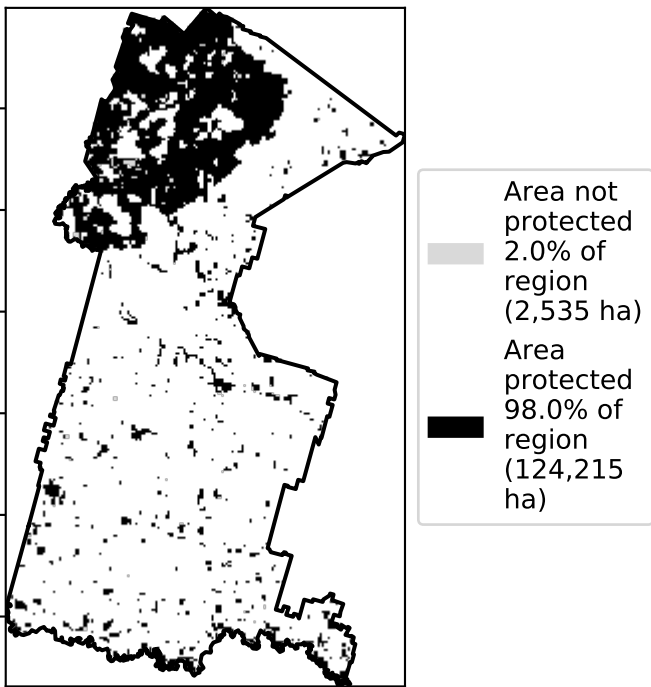 Area not
protected
2.0% of
region
(2,535 ha)
Area
protected
98.0% of
region
(124,215
ha)